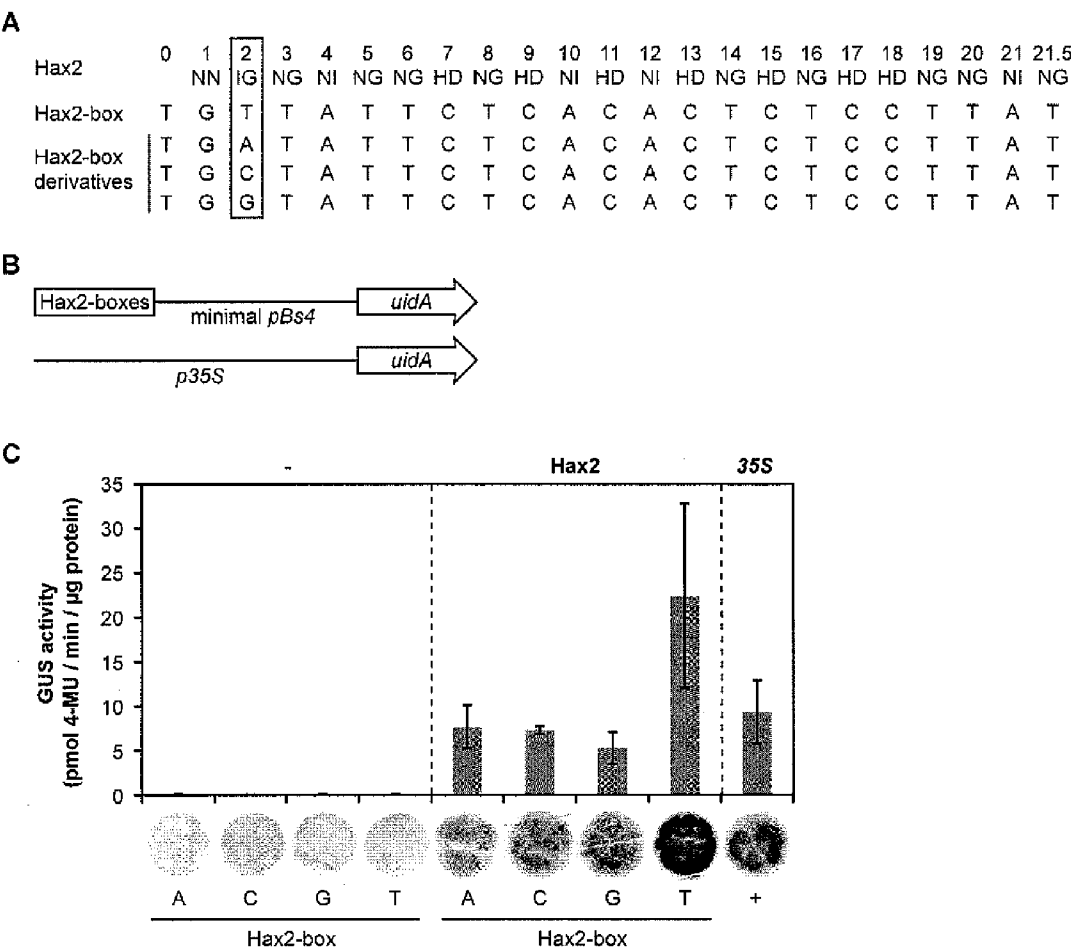 A
0 1 2 3 4 5 6 7 8 9 10 11 12 13 14 15 16 17 18 19 20 21 21.5
Hax2 NN IG NG NI NG NG HD NG HD NI HD NI HD NG HD NG HD HD NG NG NI NG
Hax2-box T G T T A T T C T C A C A C T C T C C T T A T
Hax2-box derivatives
T G A T A T T C T C A C A C T C T C C T T A T
T G C T A T T C T C A C A C T C T C C T T A T
T G G T A T T C T C A C A C T C T C C T T A T
B
Hax2-boxes minimal pBs4 uidA
p35S uidA
C
- Hax2 35S
GUS activity
(pmol 4-MU / min / µg protein)
35
30
25
20
15
10
5
0
A C G T A C G T +
Hax2-box Hax2-box